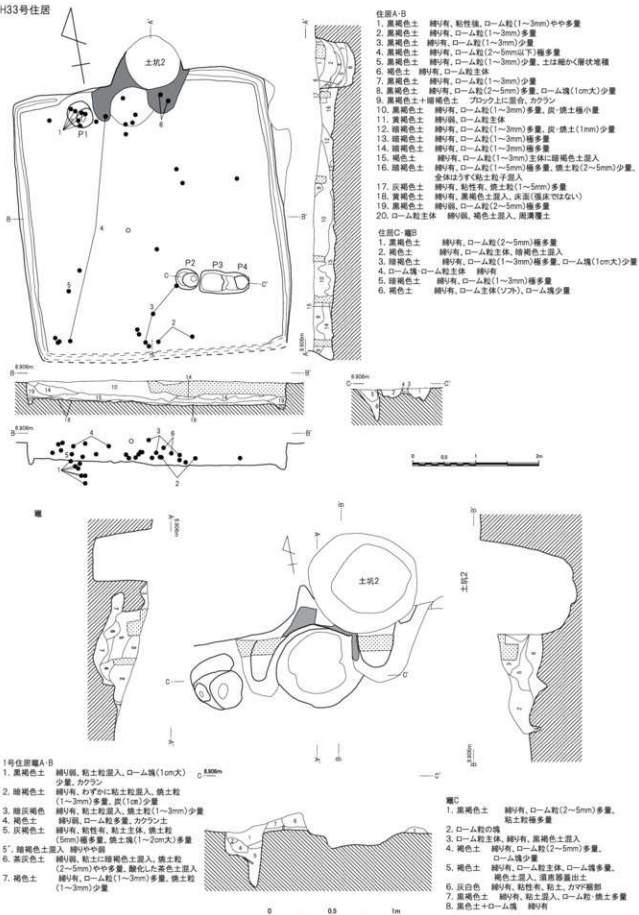 H33号住居
土坑2
P1
P2
P3
P4
住居A・B
1. 黒褐色土 締り有、粘性強、ローム粒(1~3mm)やや多量
2. 黒褐色土 締り有、ローム粒(1~3mm)多量
3. 黒褐色土 締り有、ローム粒(1~3mm)少量
4. 黒褐色土 締り有、ローム粒(2~5mm以下)極多量
5. 黒褐色土 締り有、ローム粒(1~3mm)少量、土は細かく層状堆積
6. 褐色土 締り有、ローム粒主体
7. 黒褐色土 締り有、ローム粒(1~3mm)少量
8. 黒褐色土 締り有、ローム粒(2~5mm)多量、ローム塊(1cm大)少量
9. 黒褐色土+暗褐色土 ブロック上に混合、カクラン
10. 黒褐色土 締り有、ローム粒(1~3mm)多量、炭・焼土極小量
11. 黄褐色土 締り弱、ローム粒主体
12. 暗褐色土 締り有、ローム粒(1~3mm)多量、炭・焼土(1mm)少量
13. 暗褐色土 締り有、ローム粒(1~3mm)極多量
14. 暗褐色土 締り有、ローム粒(1~3mm)極多量
15. 褐色土 締り有、ローム粒(1~3mm)主体に暗褐色土混入
16. 暗褐色土 締り有、ローム粒(1~5mm)極多量、焼土粒(2~5mm)少量、
全体はうすく粘土粒子混入
17. 灰褐色土 締り有、粘性有、焼土粒(1~5mm)多量
18. 黄褐色土 締り有、黒褐色土混入、床面(張床ではない)
19. 黒褐色土 締り弱、ローム粒(2~5mm)極多量
20. ローム粒主体 締り弱、褐色土混入、周溝覆土
住居C・竈B
1. 黒褐色土 締り有、ローム粒(2~5mm)極多量
2. 褐色土 締り有、ローム粒主体、暗褐色土混入
3. 暗褐色土 締り有、ローム粒(1~3mm)極多量、ローム塊(1cm大)少量
4. ローム塊・ローム粒主体 締り有
5. 暗褐色土 締り有、ローム粒(1~3mm)極多量
6. 褐色土 締り有、ローム主体(ソフト)、ローム塊少量
8.906m
B
B'
8.906m
C
C'
8.906m
B
B'
0 0.5 1 2m
竈
土坑2
土坑2
A
A'
B
B'
C
C'
1号住居竈A・B
1. 黒褐色土 締り弱、粘土粒混入、ローム塊(1cm大)
少量、カクラン
2. 暗褐色土 締り有、わずかに粘土粒混入、焼土粒
(1~3mm)多量、炭(1cm)少量
3. 暗灰褐色 締り有、粘土粒混入、焼土粒(1~3mm)少量
4. 褐色土 締り弱、ローム粒多量、カクラン土
5. 灰褐色土 締り有、粘性有、粘土主体、焼土粒
(5mm)極多量、焼土塊(1~2cm大)多量
5'. 暗褐色土混入 締りやや弱
6. 茶灰色土 締り弱、粘土に暗褐色土混入、焼土粒
(2~5mm)やや多量、酸化した茶色土混入
7. 褐色土 締り有、ローム粒(1~3mm)多量、焼土粒
(1~3mm)少量
C 8.906m
C'
0 0.5 1m
竈C
1. 黒褐色土 締り有、ローム粒(2~5mm)多量、
粘土粒極多量
2. ローム粒の塊
3. ローム粒主体、締り有、黒褐色土混入
4. 褐色土 締り有、ローム粒(2~5mm)多量、
ローム塊少量
5. 褐色土 締り有、ローム粒主体、ローム塊多量、
褐色土混入、須恵器蓋出土
6. 灰白色 締り有、粘性有、粘土、カマド裾部
7. 黒褐色土 締り有、粘土混入、ローム粒・焼土多量
8. 黒色土+ローム塊 締り有